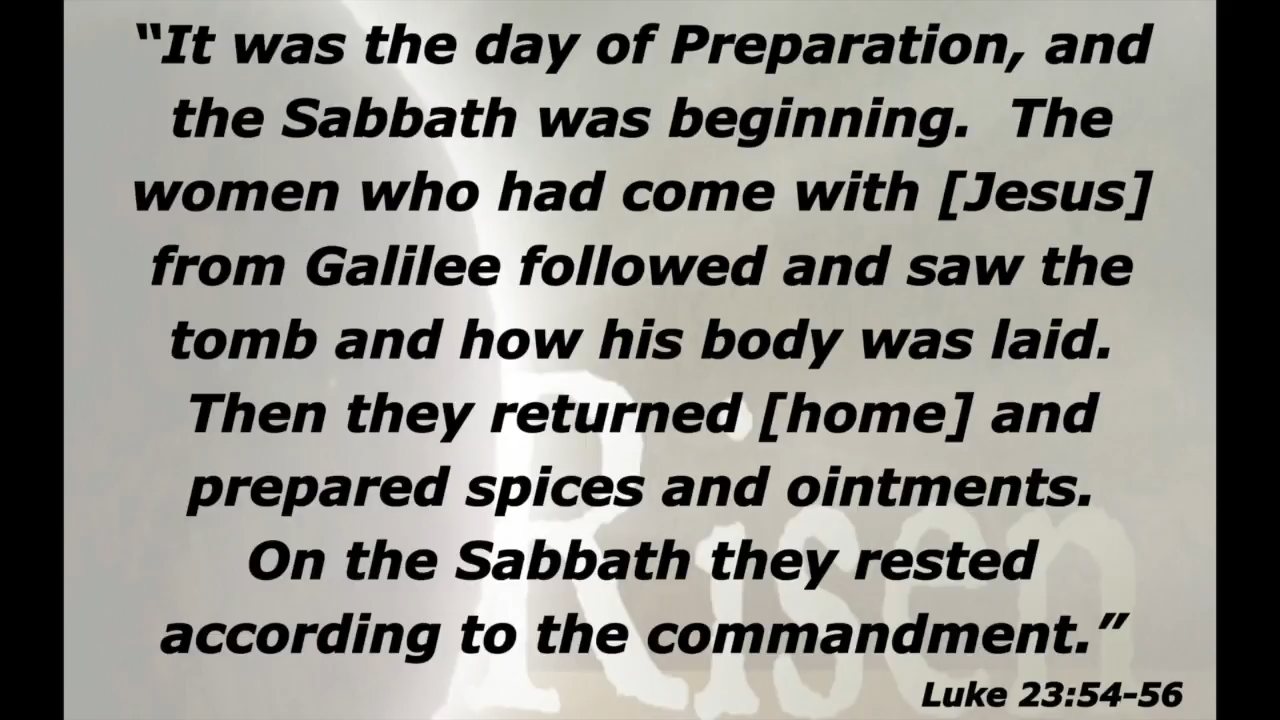 “It was the day of Preparation, and
the Sabbath was beginning.  The
women who had come with [Jesus]
from Galilee followed and saw the
tomb and how his body was laid.
Then they returned [home] and
prepared spices and ointments.
On the Sabbath they rested
according to the commandment.”
Luke 23:54-56
Risen